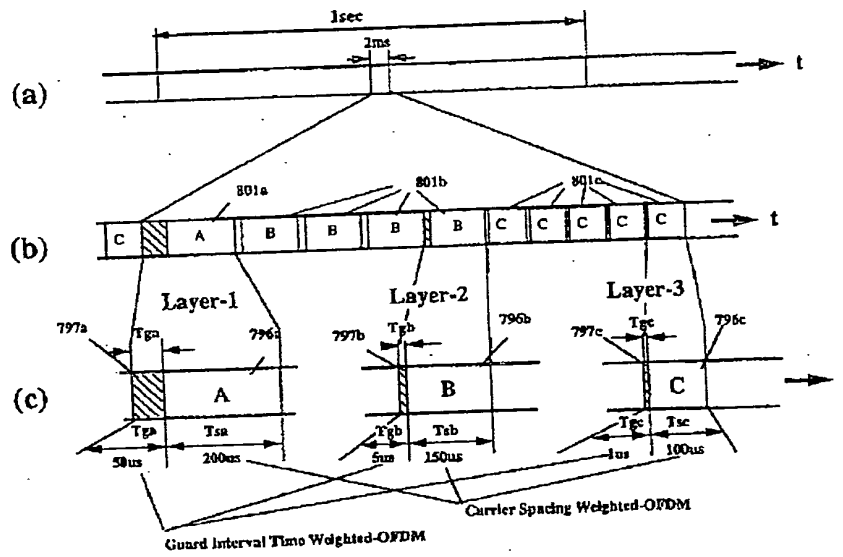 1sec
2ms
t
(a)
801a
801b
801c
(b)
C
A
B
B
B
B
C
C
C
C
C
t
Layer-1
Layer-2
Layer-3
797a
Tga
796a
797b
Tgb
796b
797c
Tgc
796c
(c)
A
B
C
Tga
Tsa
Tgb
Tsb
Tgc
Tsc
50us
200us
5us
150us
1us
100us
Carrier Spacing Weighted-OFDM
Guard Interval Time Weighted-OFDM